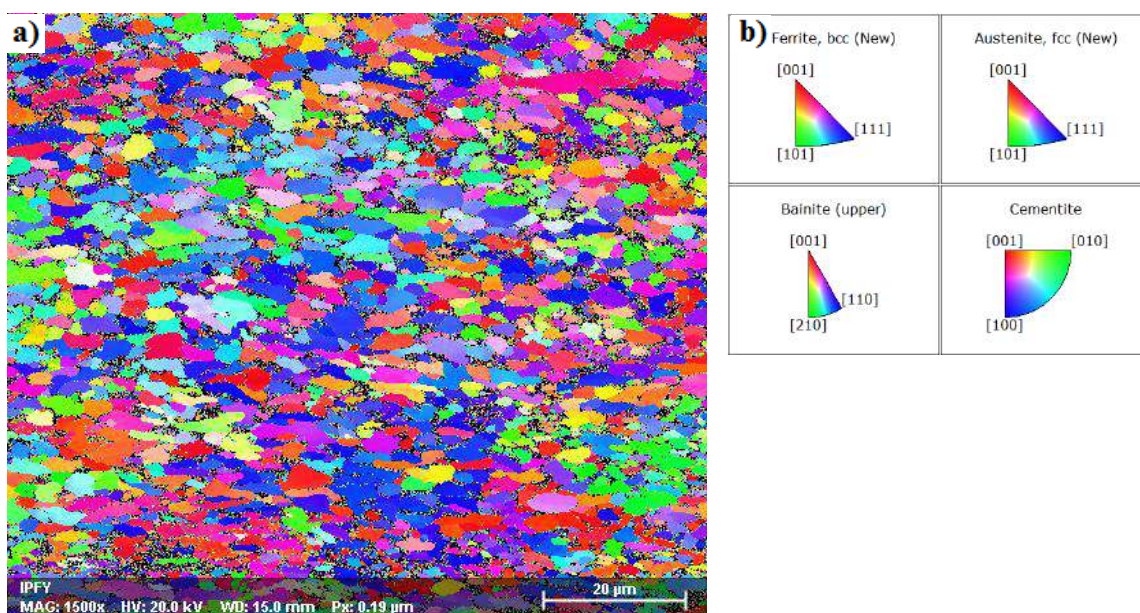 a)
IPFY
MAG: 1500x HV: 20.0 kV WD: 15.0 mm Px: 0.19 µm
20 µm
b)
Ferrite, bcc (New)
[001]
[111]
[101]
Austenite, fcc (New)
[001]
[111]
[101]
Bainite (upper)
[001]
[110]
[210]
Cementite
[001] [010]
[100]